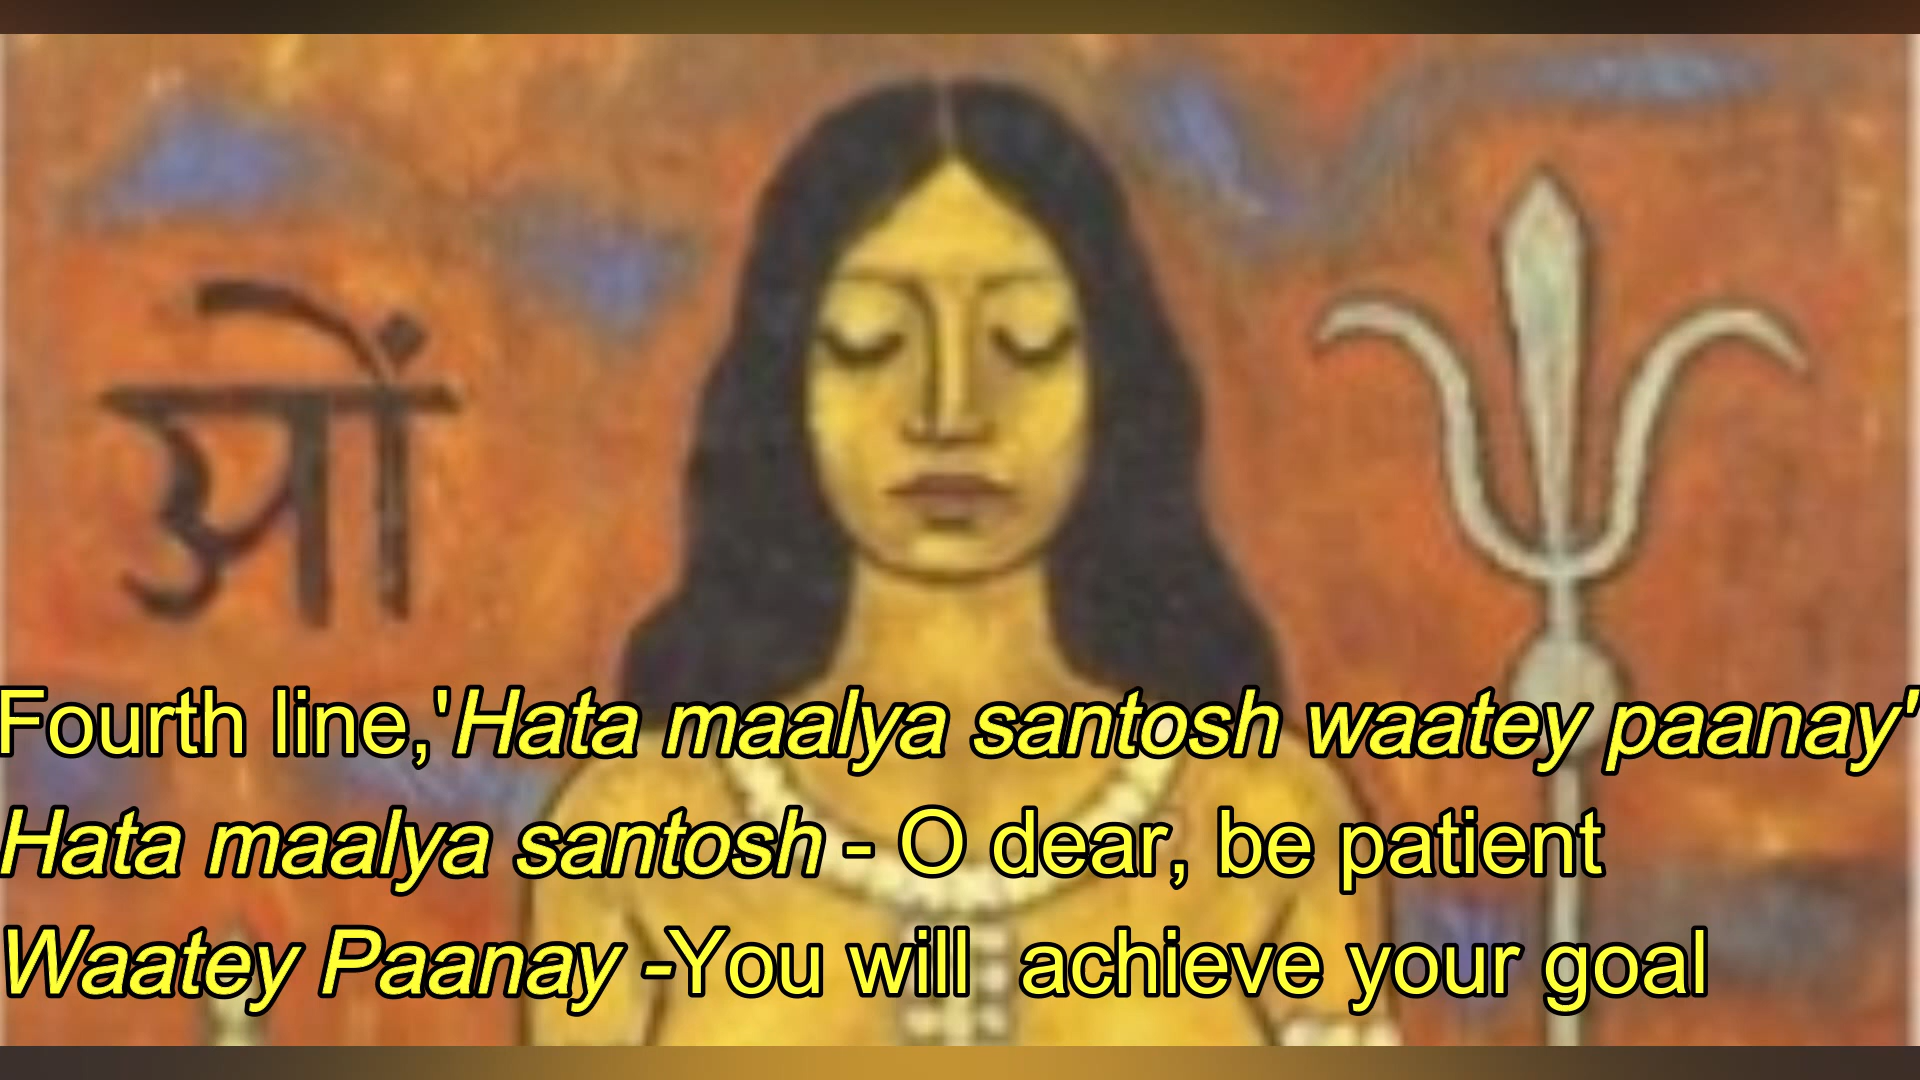 Fourth line,'Hata maalya santosh waatey paanay'
Hata maalya santosh - O dear, be patient
Waatey Paanay -You will achieve your goal